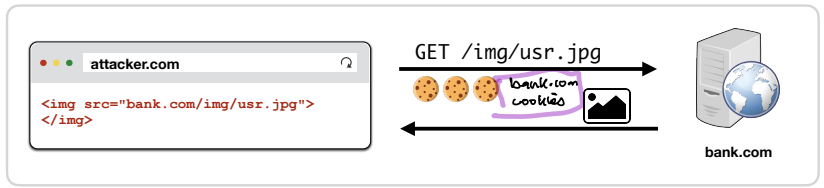 attacker.com
<img src="bank.com/img/usr.jpg">
</img>
GET /img/usr.jpg
bank.com
cookies
bank.com